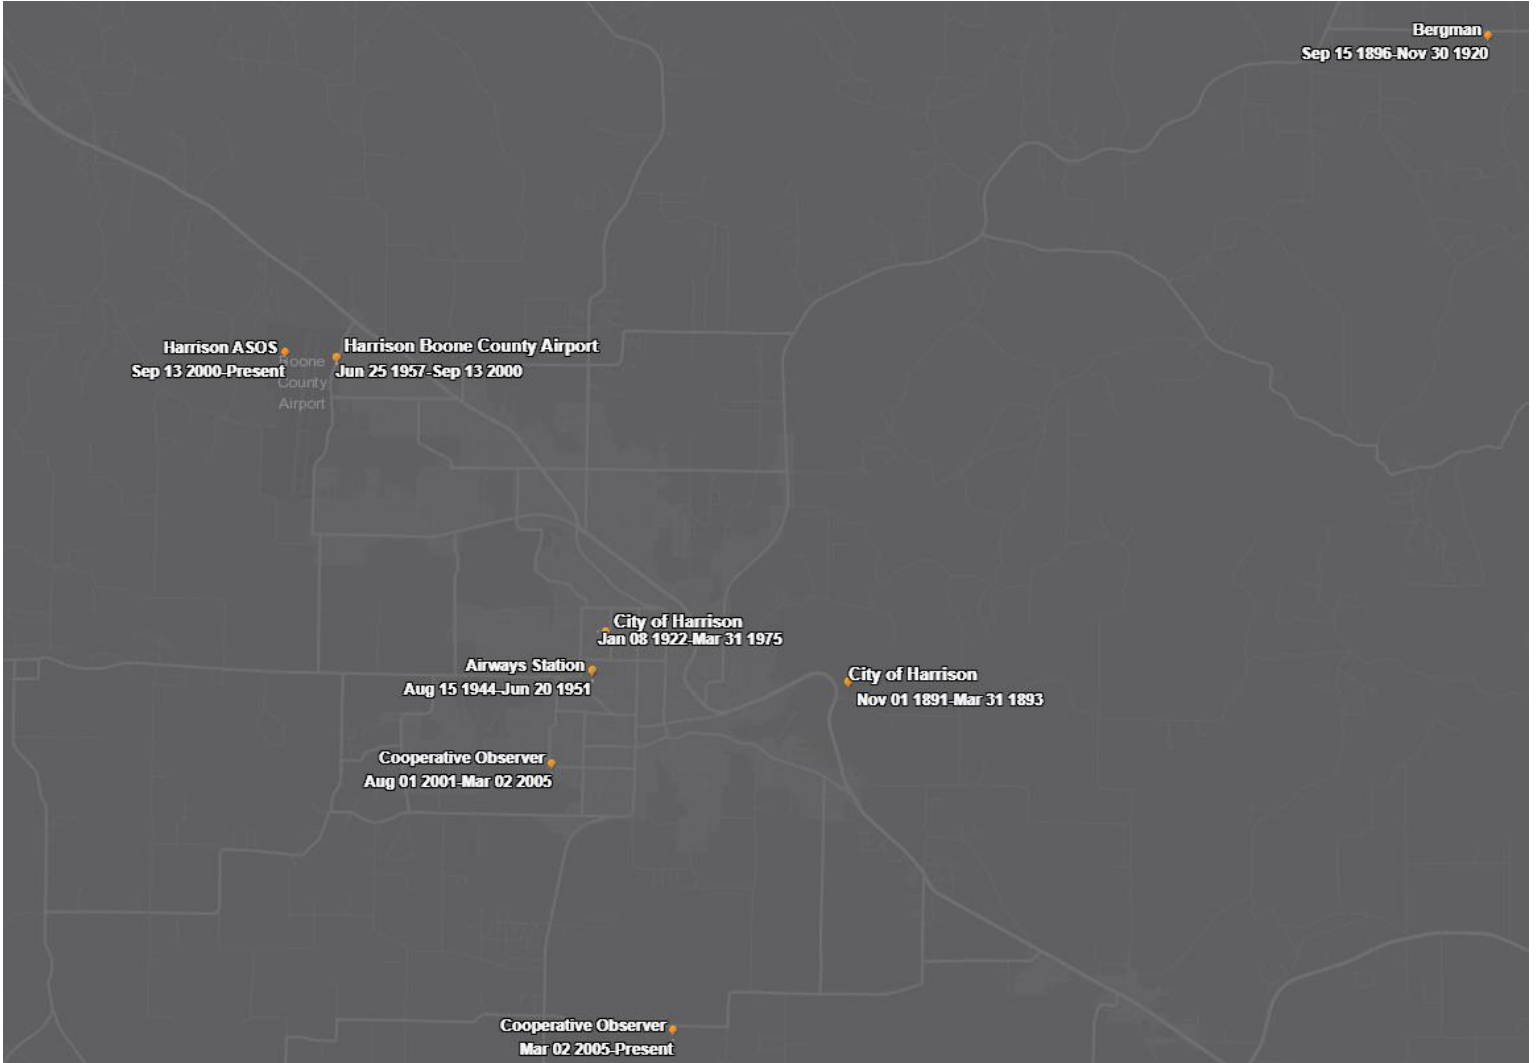 Bergman
Sep 15 1896-Nov 30 1920
Harrison ASOS
Sep 13 2000-Present
Harrison Boone County Airport
Jun 25 1957-Sep 13 2000
Boone
County
Airport
City of Harrison
Jan 08 1922-Mar 31 1975
Airways Station
Aug 15 1944-Jun 20 1951
City of Harrison
Nov 01 1891-Mar 31 1893
Cooperative Observer
Aug 01 2001-Mar 02 2005
Cooperative Observer
Mar 02 2005-Present